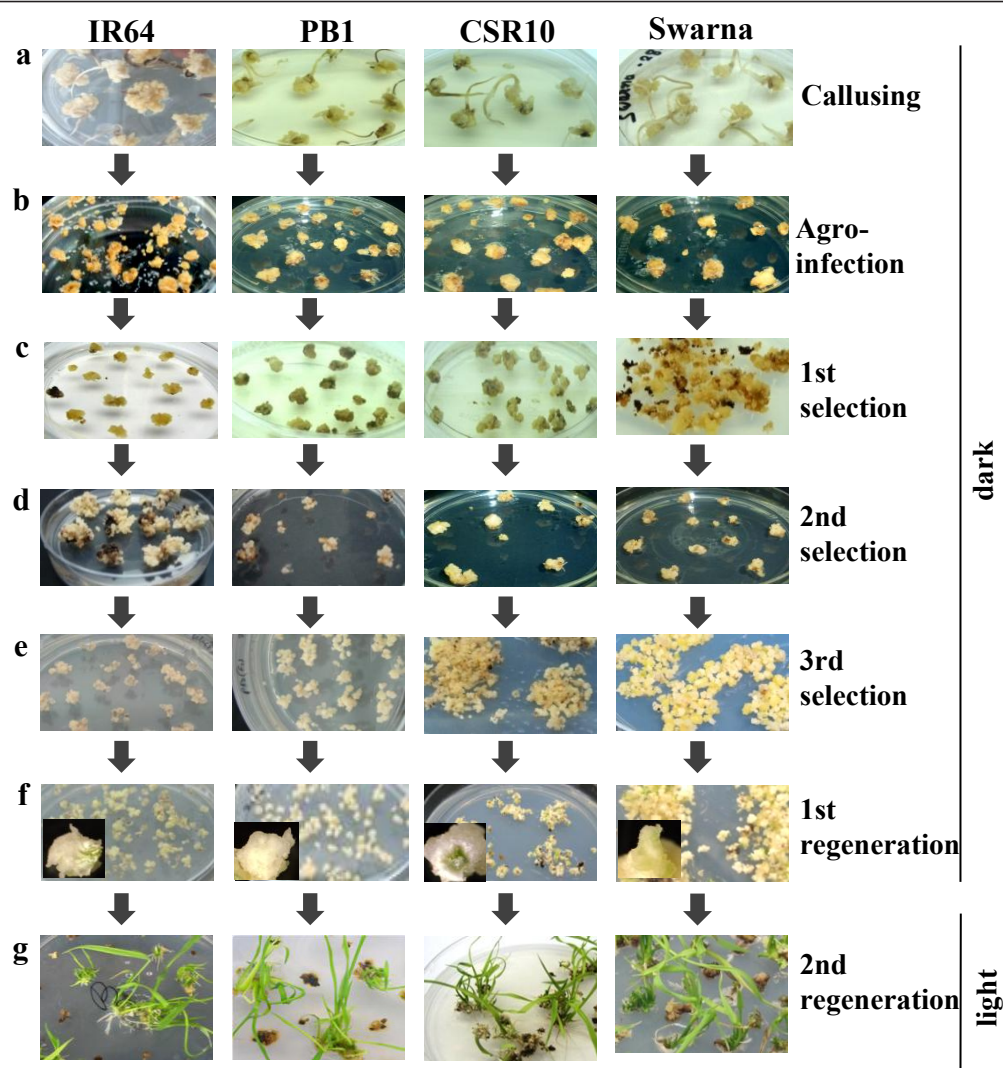 IR64 PB1 CSR10 Swarna
a
Callusing
b
Agro-
infection
c
1st
selection
d
2nd
selection
e
3rd
selection
f
1st
regeneration
g
2nd
regeneration
dark
light